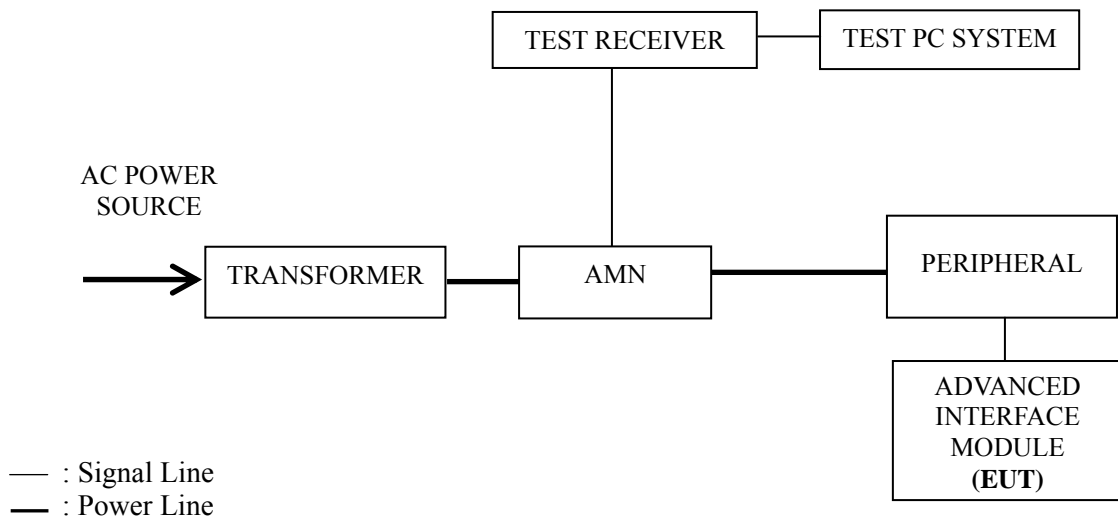 TEST RECEIVER
TEST PC SYSTEM
AC POWER
SOURCE
TRANSFORMER
AMN
PERIPHERAL
ADVANCED
INTERFACE
MODULE
(EUT)
: Signal Line
: Power Line